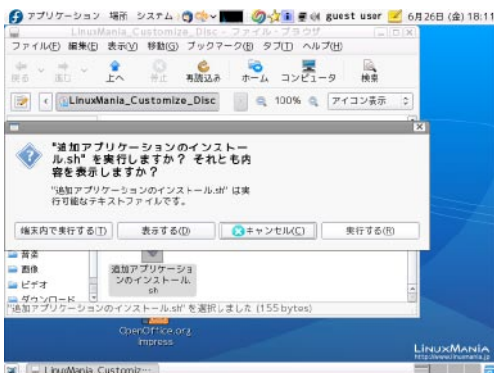 アプリケーション 場所 システム guest user 6月26日 (金) 18:11
LinuxMania_Customize_Disc - ファイル・ブラウザ
ファイル(F) 編集(E) 表示(V) 移動(G) ブックマーク(B) タブ(T) ヘルプ(H)
戻る 進む 上へ 停止 再読込み ホーム コンピュータ 検索
LinuxMania_Customize_Disc 100% アイコン表示
"追加アプリケーションのインストー
ル.sh" を実行しますか? それとも内
容を表示しますか?
"追加アプリケーションのインストール.sh" は実
行可能なテキストファイルです。
端末内で実行する(T) 表示する(D) キャンセル(C) 実行する(R)
音楽
画像
ビデオ
ダウンロード
追加アプリケーショ
ンのインストール.
sh
"追加アプリケーションのインストール.sh" を選択しました (155 bytes)
OpenOffice.org
Impress
LINUXMANIA
http://www.linuxmania.jp
LinuxMania_Customiz…